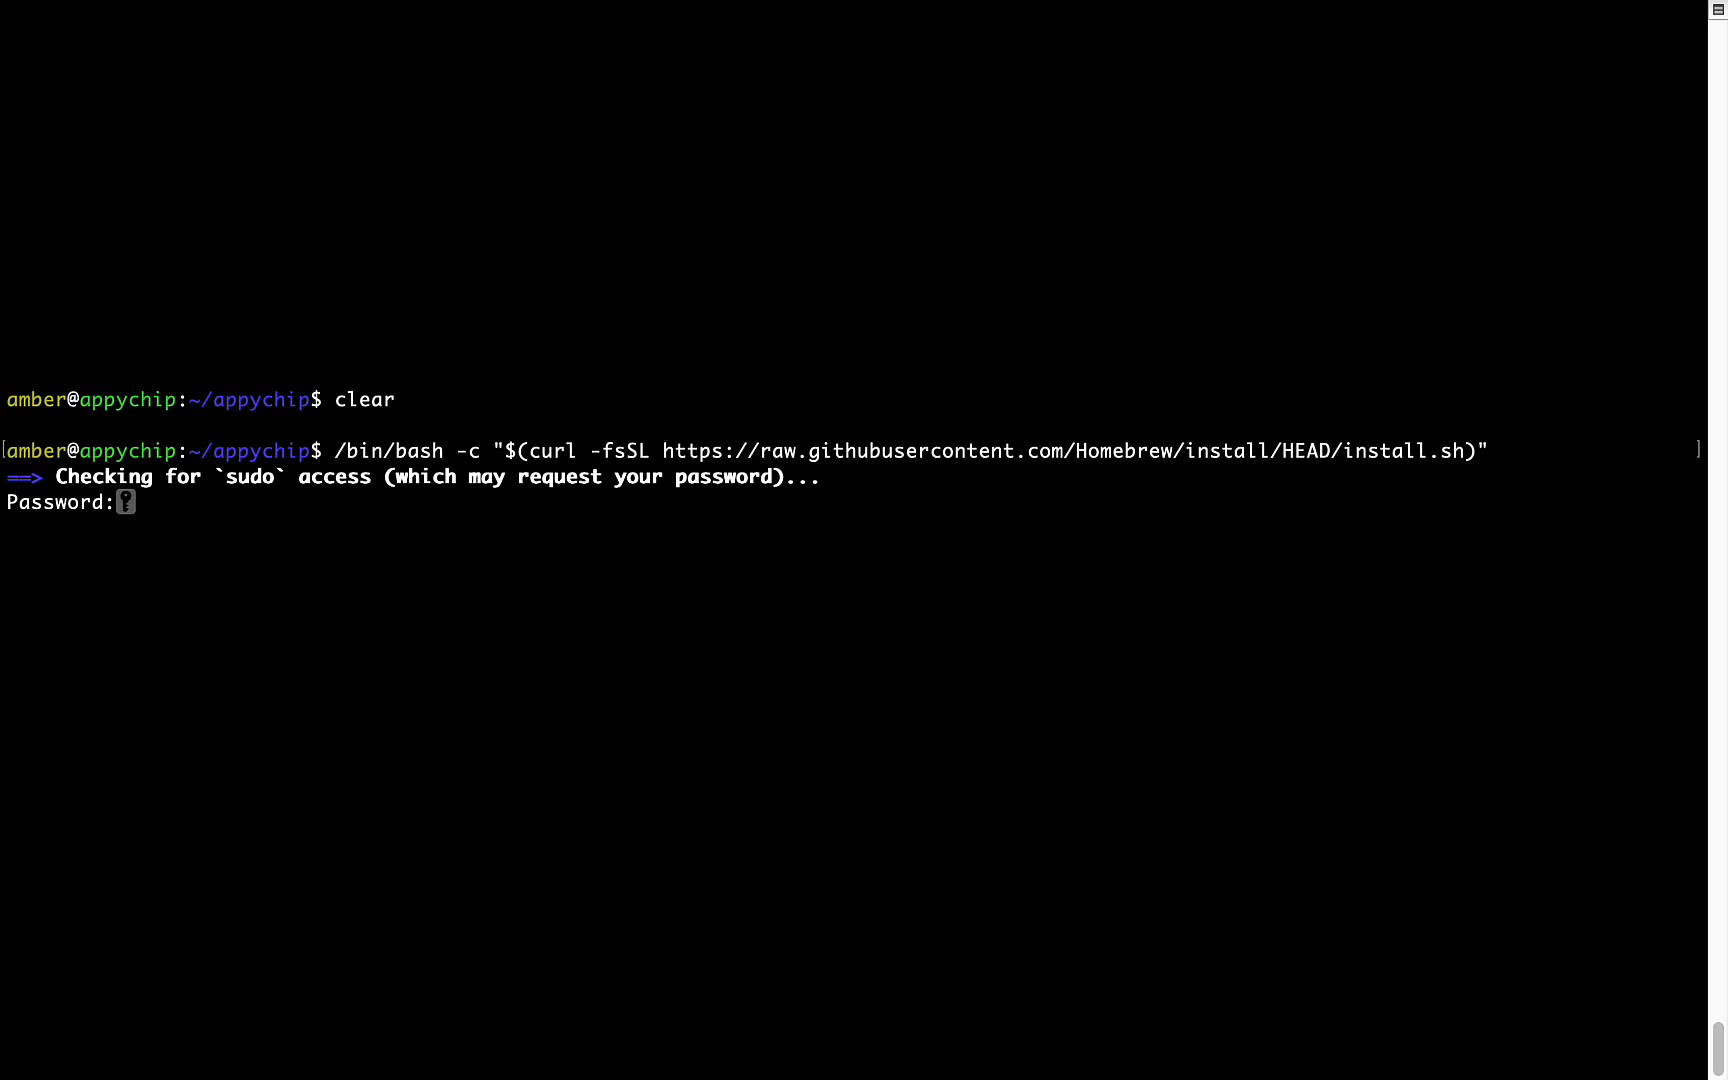 amber@appychip:~/appychip$ clear
[amber@appychip:~/appychip$ /bin/bash -c "$(curl -fsSL https://raw.githubusercontent.com/Homebrew/install/HEAD/install.sh)" ]
==> Checking for `sudo` access (which may request your password)...
Password: